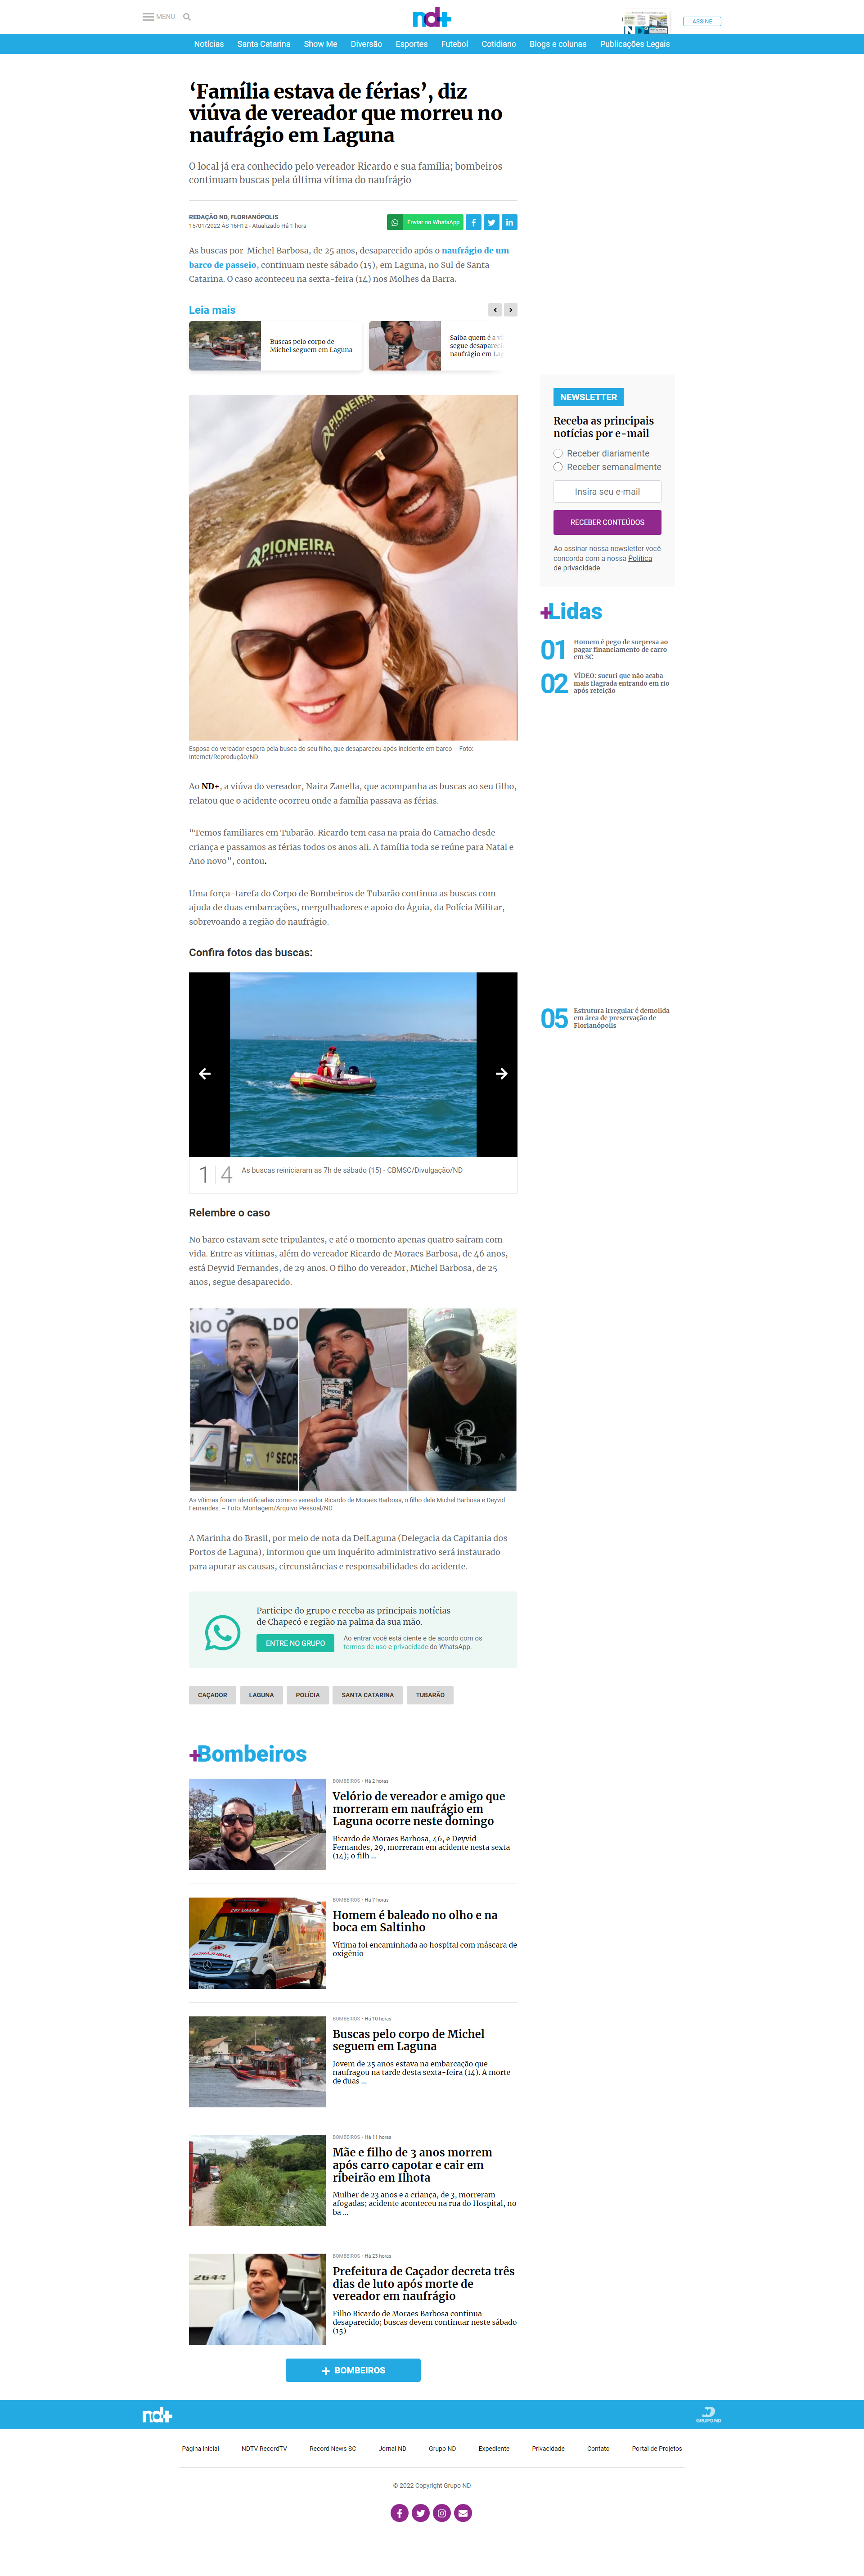 MENU
nd+
ASSINE
Notícias Santa Catarina Show Me Diversão Esportes Futebol Cotidiano Blogs e colunas Publicações Legais
‘Família estava de férias’, diz
viúva de vereador que morreu no
naufrágio em Laguna
O local já era conhecido pelo vereador Ricardo e sua família; bombeiros
continuam buscas pela última vítima do naufrágio
REDAÇÃO ND, FLORIANÓPOLIS
15/01/2022 ÀS 16H12 - Atualizado Há 1 hora
Enviar no WhatsApp
As buscas por Michel Barbosa, de 25 anos, desaparecido após o naufrágio de um
barco de passeio, continuam neste sábado (15), em Laguna, no Sul de Santa
Catarina. O caso aconteceu na sexta-feira (14) nos Molhes da Barra.
Leia mais
Buscas pelo corpo de
Michel seguem em Laguna
Saiba quem é a
segue
naufrágio em
NEWSLETTER
Receba as principais
notícias por e-mail
Receber diariamente
Receber semanalmente
Insira seu e-mail
RECEBER CONTEÚDOS
Ao assinar nossa newsletter você
concorda com a nossa Política
de privacidade
PIONEIRA
PIONEIRA
PROTEÇÃO VEICULAR
Esposa do vereador espera pela busca do seu filho, que desapareceu após incidente em barco – Foto:
Internet/Reprodução/ND
+Lidas
01 Homem é pego de surpresa ao
pagar financiamento de carro
em SC
02 VÍDEO: sucuri que não acaba
mais flagrada entrando em rio
após refeição
Ao ND+, a viúva do vereador, Naira Zanella, que acompanha as buscas ao seu filho,
relatou que o acidente ocorreu onde a família passava as férias.
“Temos familiares em Tubarão. Ricardo tem casa na praia do Camacho desde
criança e passamos as férias todos os anos ali. A família toda se reúne para Natal e
Ano novo”, contou.
Uma força-tarefa do Corpo de Bombeiros de Tubarão continua as buscas com
ajuda de duas embarcações, mergulhadores e apoio do Águia, da Polícia Militar,
sobrevoando a região do naufrágio.
Confira fotos das buscas:
05 Estrutura irregular é demolida
em área de preservação de
Florianópolis
1 4 As buscas reiniciaram as 7h de sábado (15) - CBMSC/Divulgação/ND
Relembre o caso
No barco estavam sete tripulantes, e até o momento apenas quatro saíram com
vida. Entre as vítimas, além do vereador Ricardo de Moraes Barbosa, de 46 anos,
está Deyvid Fernandes, de 29 anos. O filho do vereador, Michel Barbosa, de 25
anos, segue desaparecido.
1º SECR
As vítimas foram identificadas como o vereador Ricardo de Moraes Barbosa, o filho dele Michel Barbosa e Deyvid
Fernandes. – Foto: Montagem/Arquivo Pessoal/ND
A Marinha do Brasil, por meio de nota da DelLaguna (Delegacia da Capitania dos
Portos de Laguna), informou que um inquérito administrativo será instaurado
para apurar as causas, circunstâncias e responsabilidades do acidente.
Participe do grupo e receba as principais notícias
de Chapecó e região na palma da sua mão.
ENTRE NO GRUPO
Ao entrar você está ciente e de acordo com os
termos de uso e privacidade do WhatsApp.
CAÇADOR LAGUNA POLÍCIA SANTA CATARINA TUBARÃO
+Bombeiros
BOMBEIROS • Há 2 horas
Velório de vereador e amigo que
morreram em naufrágio em
Laguna ocorre neste domingo
Ricardo de Moraes Barbosa, 46, e Deyvid
Fernandes, 29, morreram em acidente nesta sexta
(14); o filh ...
BOMBEIROS • Há 7 horas
Homem é baleado no olho e na
boca em Saltinho
Vítima foi encaminhada ao hospital com máscara de
oxigênio
BOMBEIROS • Há 10 horas
Buscas pelo corpo de Michel
seguem em Laguna
Jovem de 25 anos estava na embarcação que
naufragou na tarde desta sexta-feira (14). A morte
de duas ...
BOMBEIROS • Há 11 horas
Mãe e filho de 3 anos morrem
após carro capotar e cair em
ribeirão em Ilhota
Mulher de 23 anos e a criança, de 3, morreram
afogadas; acidente aconteceu na rua do Hospital, no
ba ...
2644
BOMBEIROS • Há 23 horas
Prefeitura de Caçador decreta três
dias de luto após morte de
vereador em naufrágio
Filho Ricardo de Moraes Barbosa continua
desaparecido; buscas devem continuar neste sábado
(15)
+ BOMBEIROS
nd+
GRUPO ND
Página inicial NDTV RecordTV Record News SC Jornal ND Grupo ND Expediente Privacidade Contato Portal de Projetos
© 2022 Copyright Grupo ND